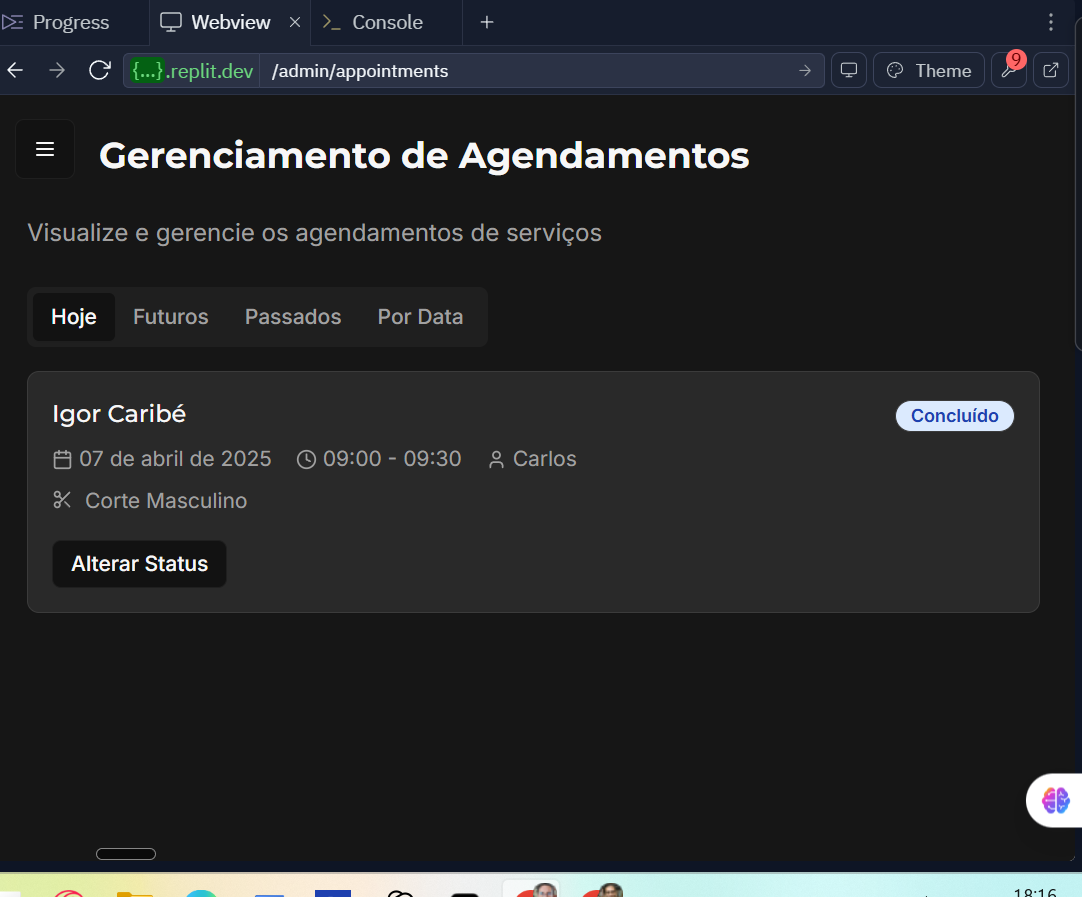 Progress Webview Console
{...}.replit.dev /admin/appointments Theme 9
Gerenciamento de Agendamentos
Visualize e gerencie os agendamentos de serviços
Hoje Futuros Passados Por Data
Igor Caribé Concluído
07 de abril de 2025 09:00 - 09:30 Carlos
Corte Masculino
Alterar Status
18:16